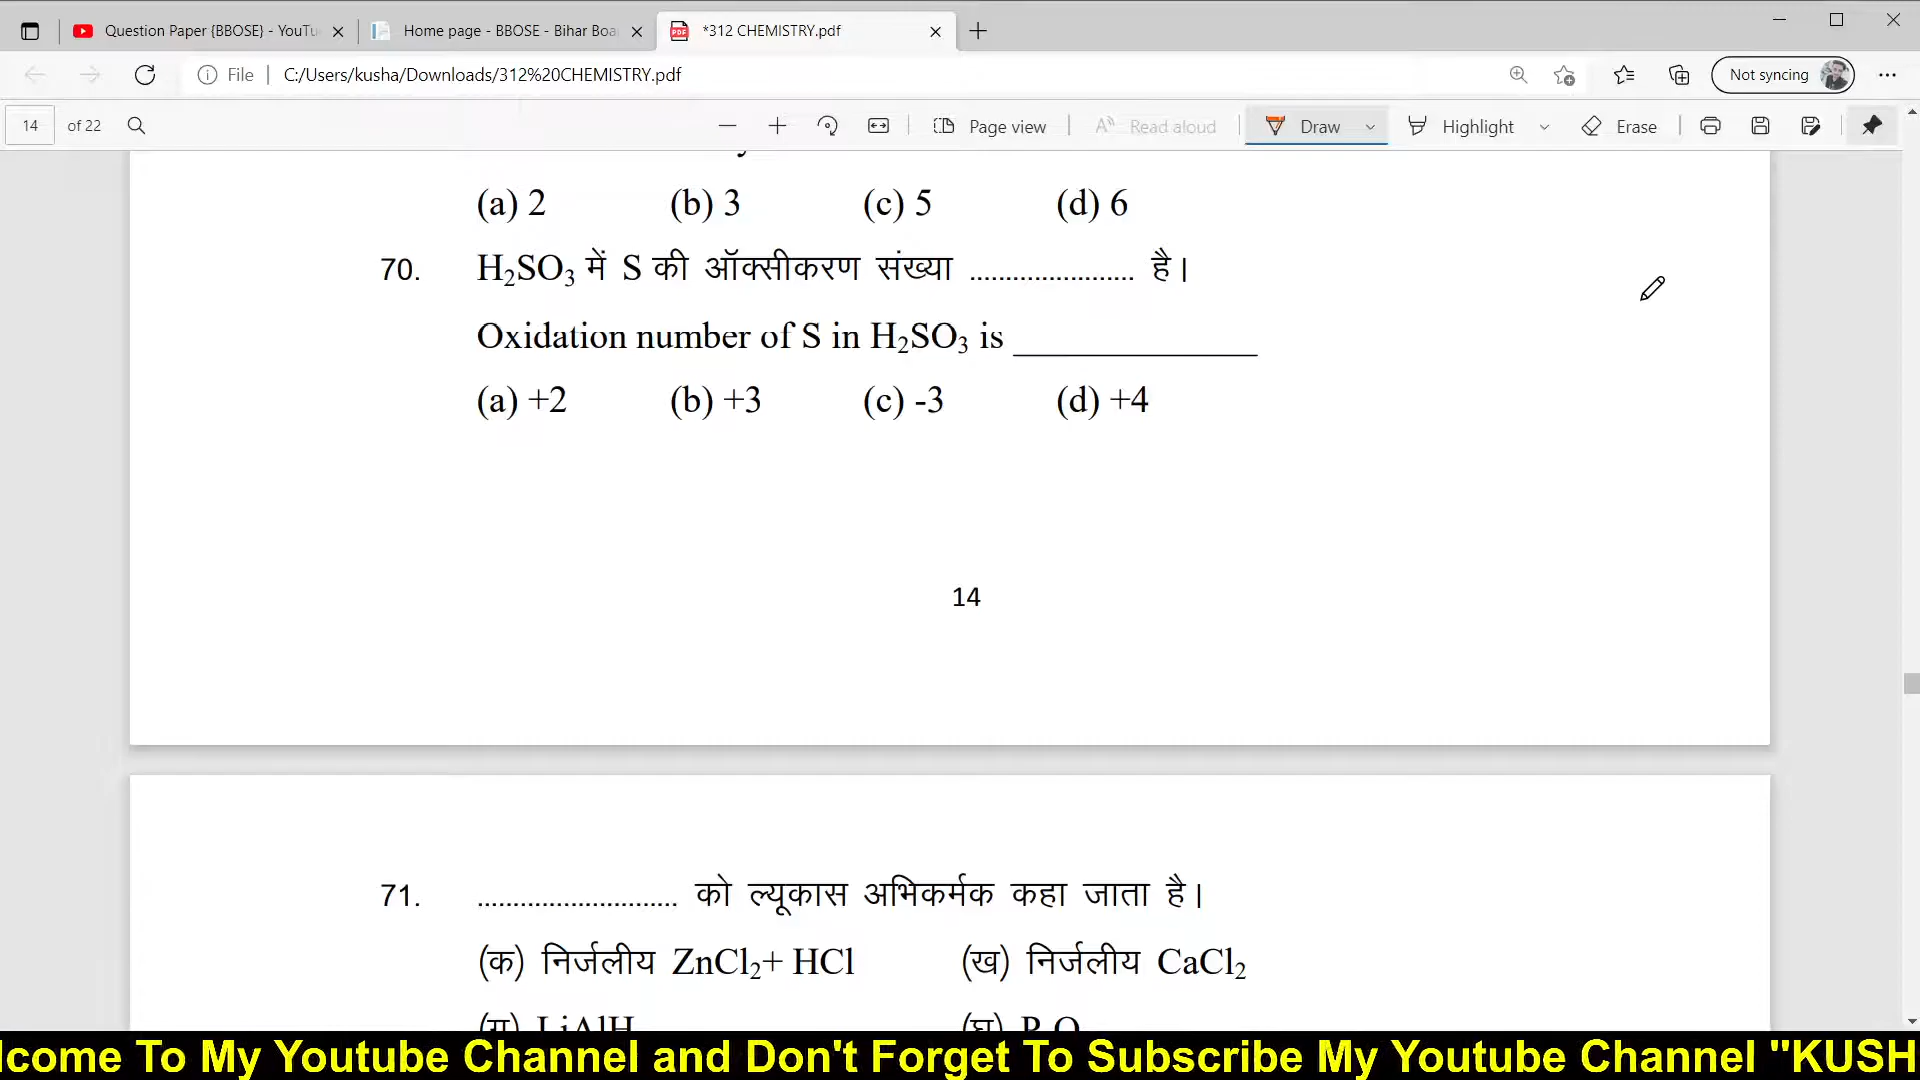 Question Paper {BBOSE} - YouTu
Home page - BBOSE - Bihar Boa
*312 CHEMISTRY.pdf
File | C:/Users/kusha/Downloads/312%20CHEMISTRY.pdf
Not syncing
14 of 22
Page view
Read aloud
Draw
Highlight
Erase
(a) 2 (b) 3 (c) 5 (d) 6
70. H₂SO₃ में S की ऑक्सीकरण संख्या ....................... है।
Oxidation number of S in H₂SO₃ is ______________
(a) +2 (b) +3 (c) -3 (d) +4
14
71. ............................ को ल्यूकास अभिकर्मक कहा जाता है।
(क) निर्जलीय ZnCl₂+ HCl (ख) निर्जलीय CaCl₂
(ग) LiAlH (घ) P O
lcome To My Youtube Channel and Don't Forget To Subscribe My Youtube Channel "KUSH